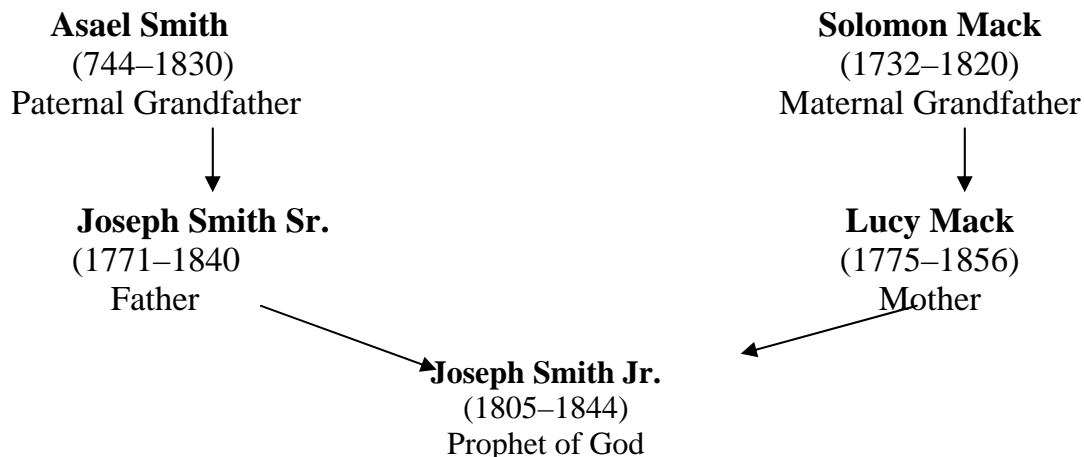 Asael Smith
(744–1830)
Paternal Grandfather
Solomon Mack
(1732–1820)
Maternal Grandfather
Joseph Smith Sr.
(1771–1840
Father
Lucy Mack
(1775–1856)
Mother
Joseph Smith Jr.
(1805–1844)
Prophet of God